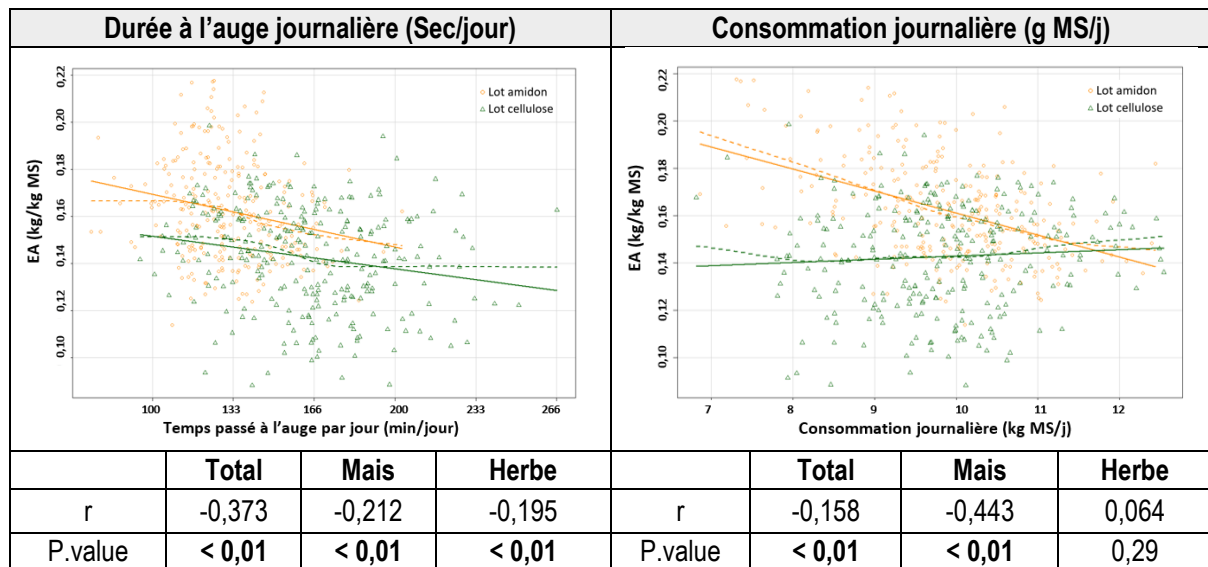 Durée à l'auge journalière (Sec/jour)
Consommation journalière (g MS/j)
0,22
0,20
0,18
0,16
0,14
0,12
0,10
EA (kg/kg MS)
Lot amidon
Lot cellulose
100 133 166 200 233 266
Temps passé à l'auge par jour (min/jour)
0,22
0,20
0,18
0,16
0,14
0,12
0,10
EA (kg/kg MS)
Lot amidon
Lot cellulose
7 8 9 10 11 12
Consommation journalière (kg MS/j)
Total Mais Herbe
r -0,373 -0,212 -0,195
P.value < 0,01 < 0,01 < 0,01
Total Mais Herbe
r -0,158 -0,443 0,064
P.value < 0,01 < 0,01 0,29